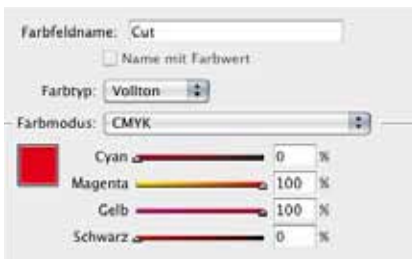 Farbfeldname: Cut
Name mit Farbwert
Farbtyp: Vollton
Farbmodus: CMYK
Cyan 0 %
Magenta 100 %
Gelb 100 %
Schwarz 0 %